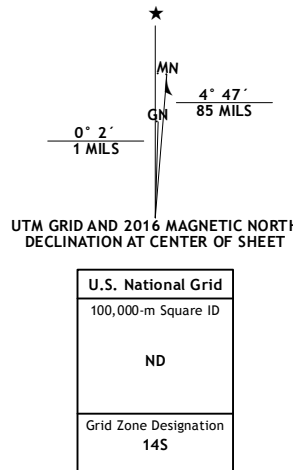 ★
MN
GN
4° 47´
85 MILS
0° 2´
1 MILS
UTM GRID AND 2016 MAGNETIC NORTH
DECLINATION AT CENTER OF SHEET
U.S. National Grid
100,000-m Square ID
ND
Grid Zone Designation
14S